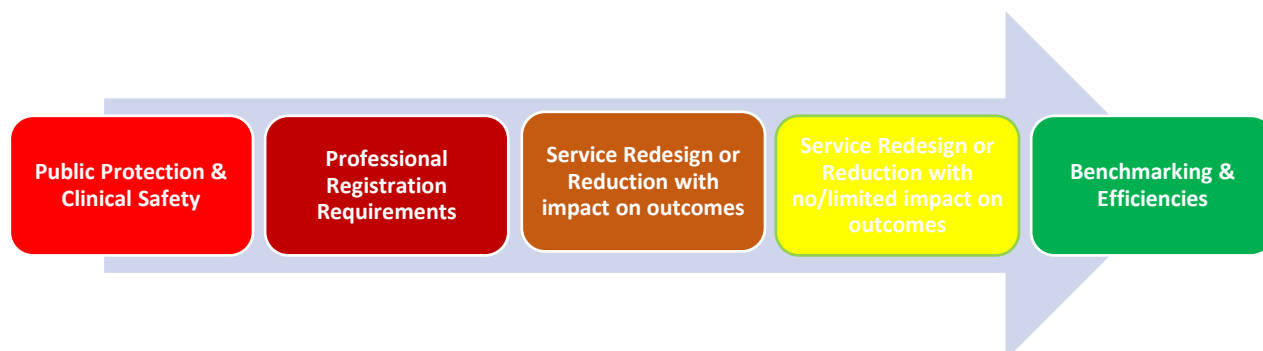 Public Protection &
Clinical Safety
Professional
Registration
Requirements
Service Redesign or
Reduction with
impact on outcomes
Service Redesign or
Reduction with
no/limited impact on
outcomes
Benchmarking &
Efficiencies